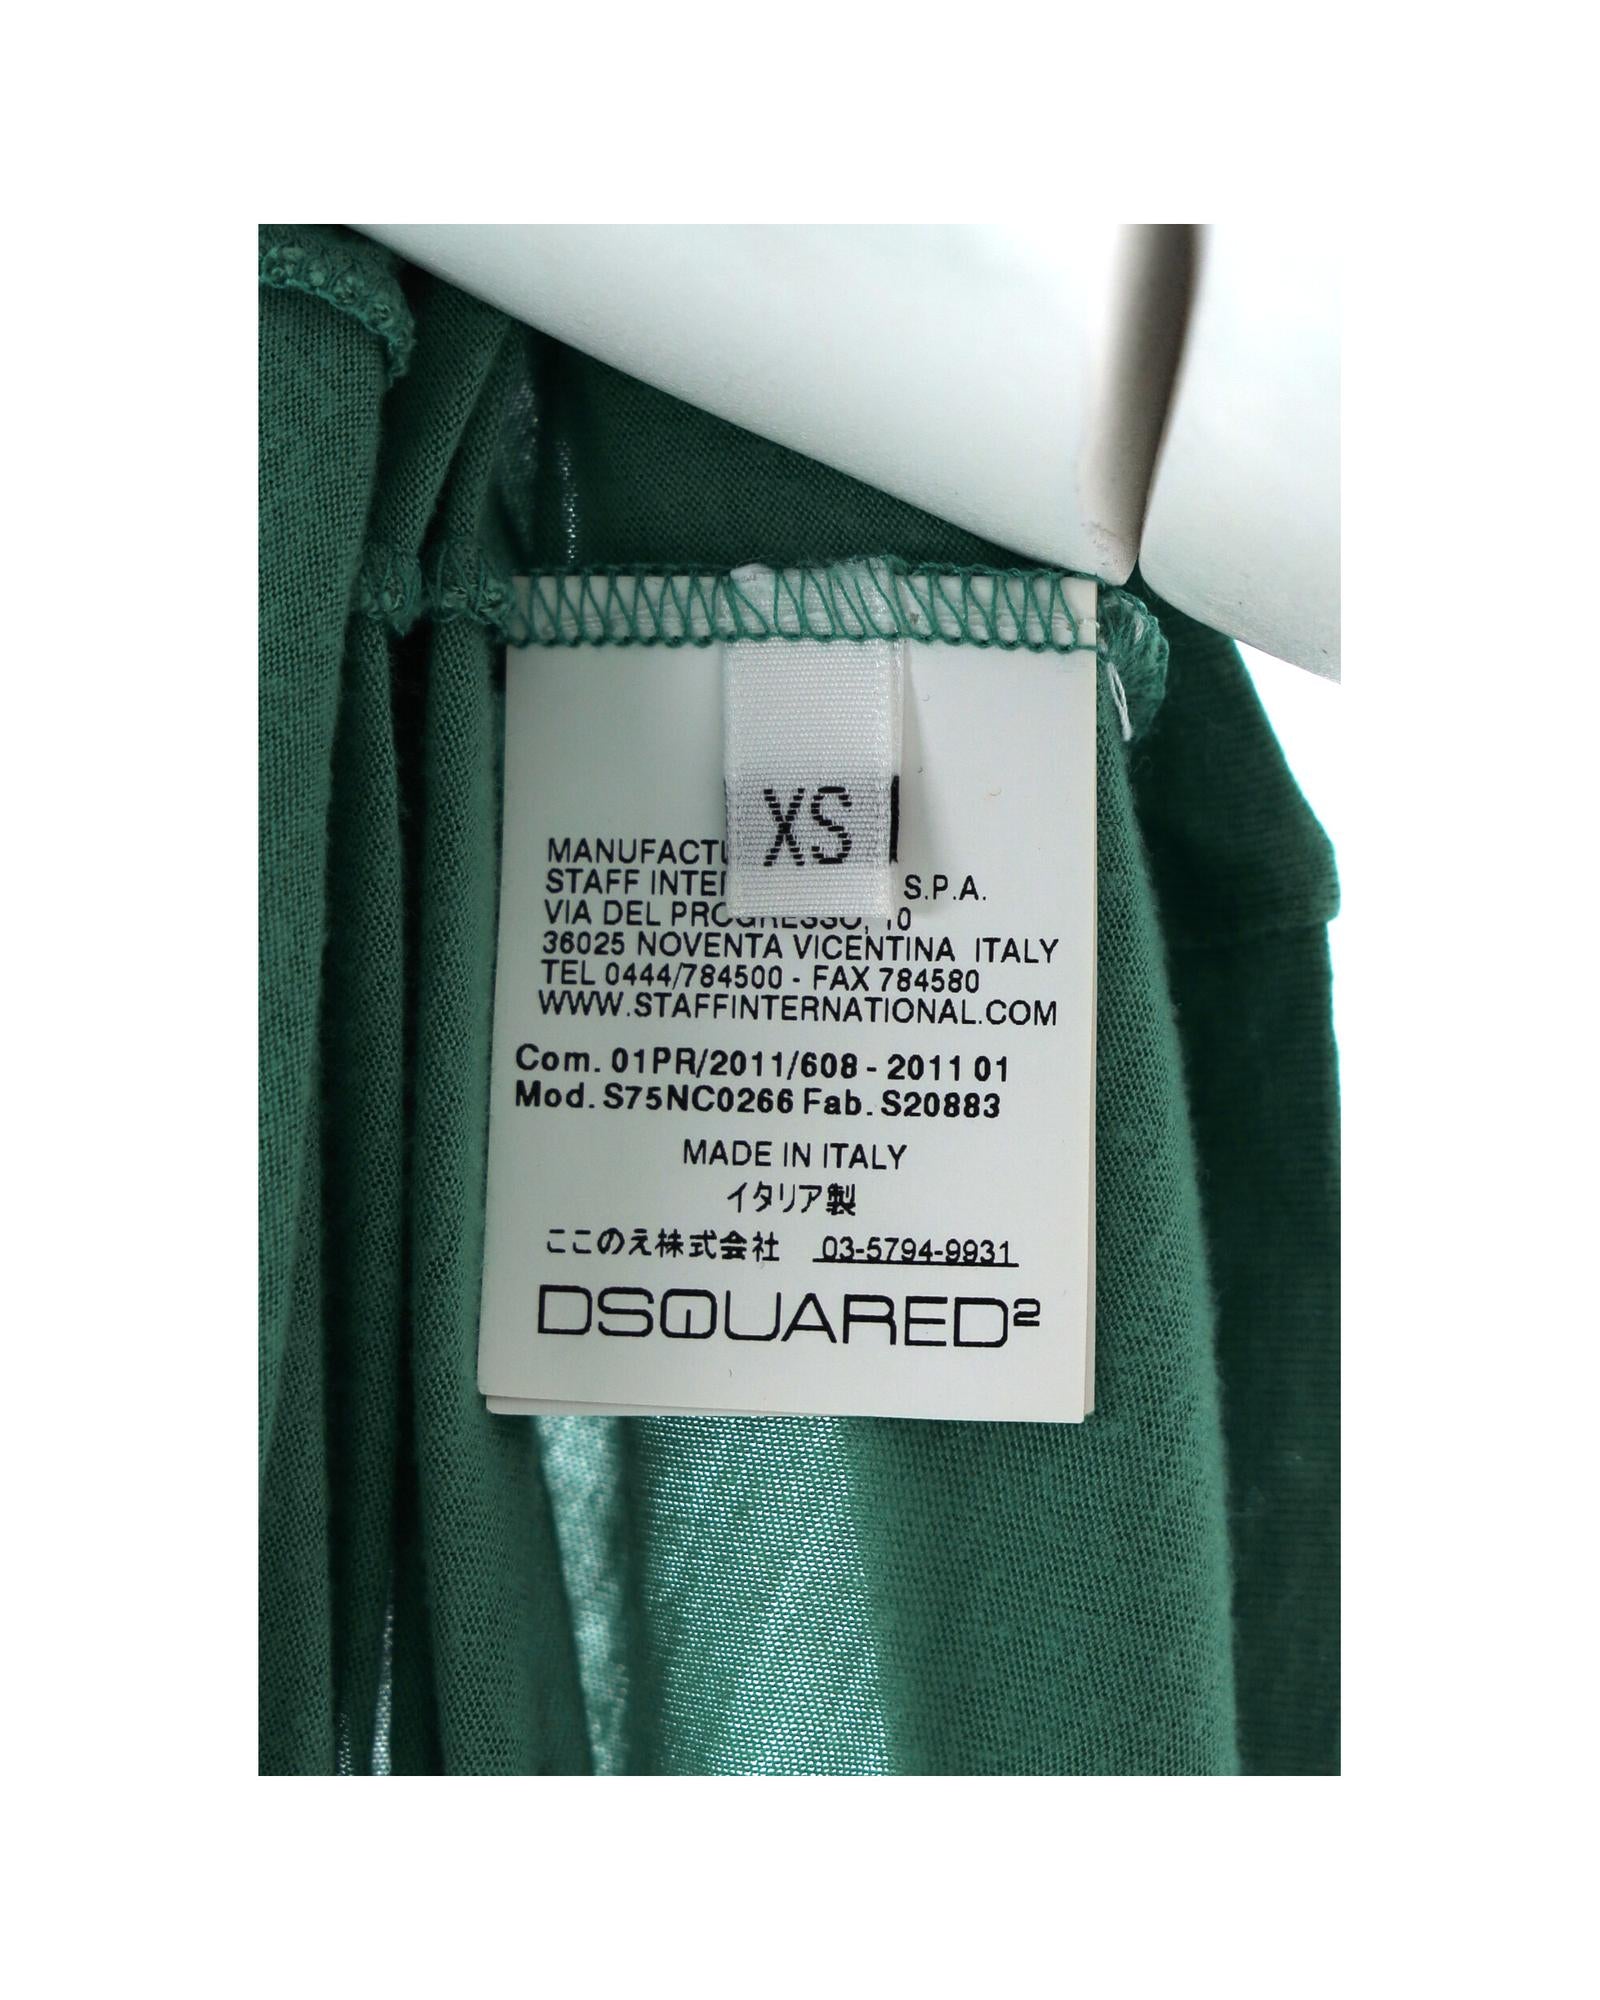 XS
STAFF S.P.A.
VIA DEL PROGRESSO, 10
36025 NOVENTA VICENTINA ITALY
TEL 0444/784500 - FAX 784580
WWW.STAFFINTERNATIONAL.COM
Com. 01PR/2011/608 - 2011 01
Mod. S75NC0266 Fab. S20883
MADE IN ITALY
イタリア製
ここのえ株式会社 03-5794-9931
DSQUARED2